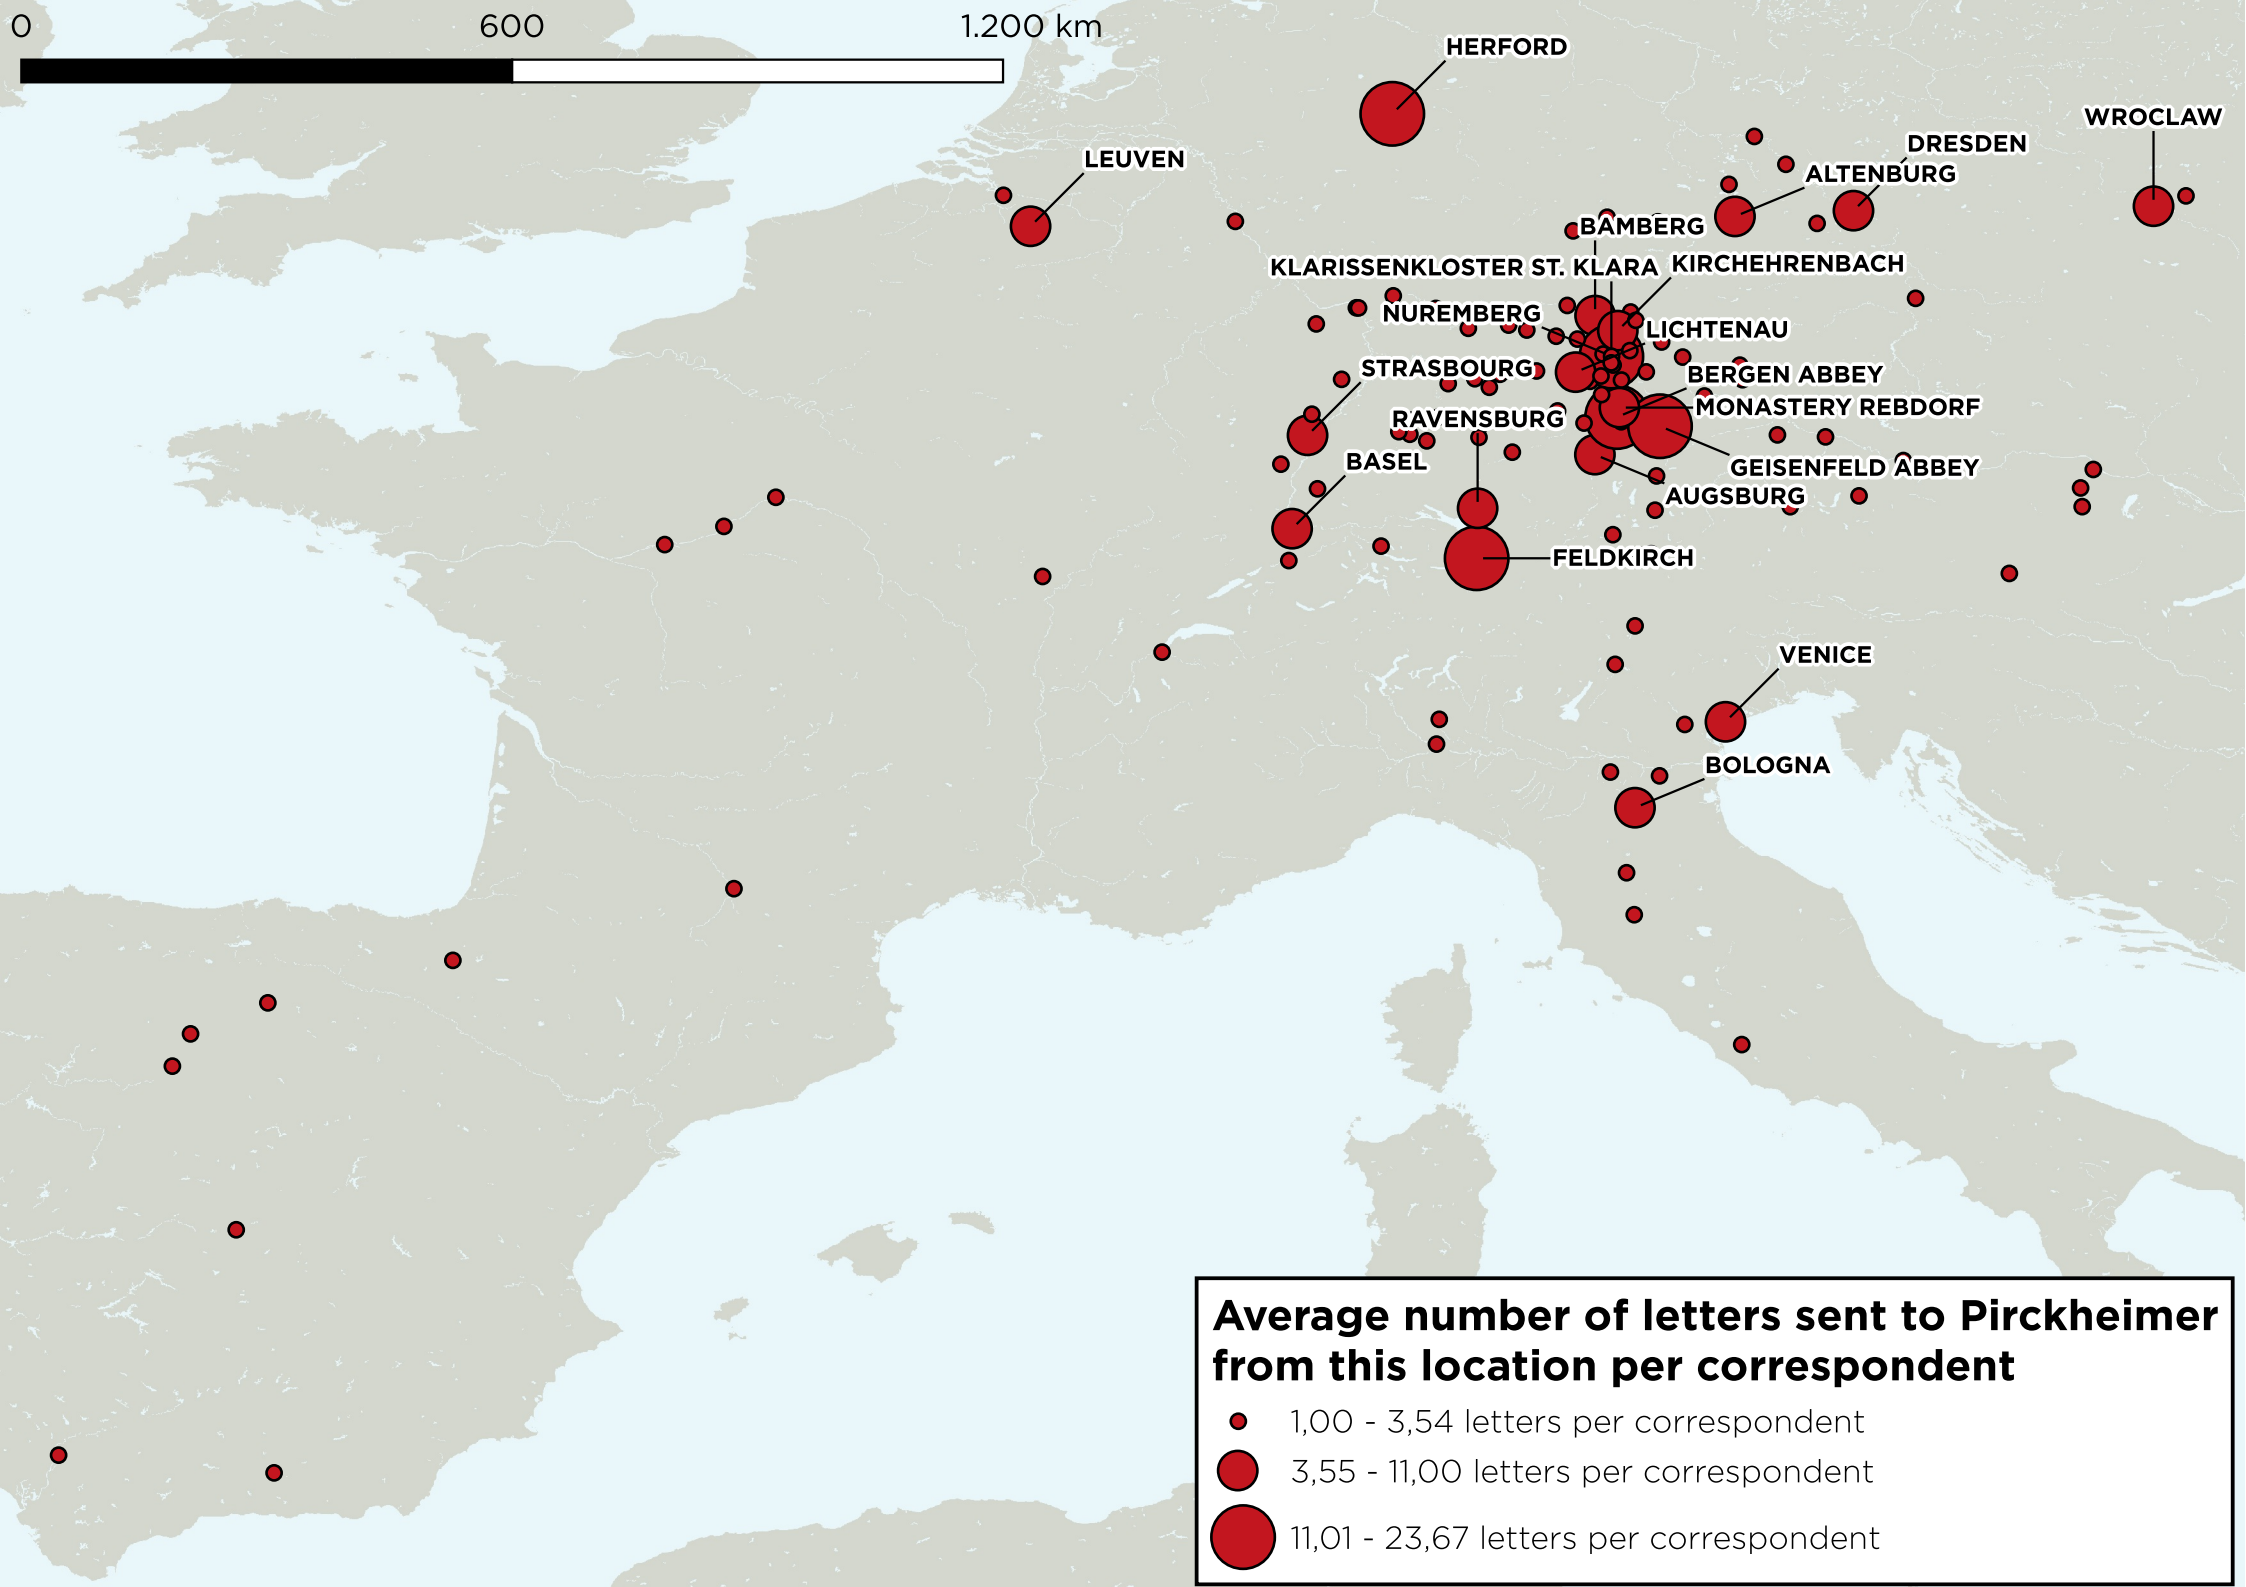 0 600 1.200 km
HERFORD
WROCLAW
DRESDEN
LEUVEN
ALTENBURG
BAMBERG
KLARISSENKLOSTER ST. KLARA
KIRCHEHRENBACH
NUREMBERG
LICHTENAU
STRASBOURG
BERGEN ABBEY
MONASTERY REBDORF
RAVENSBURG
BASEL
GEISENFELD ABBEY
AUGSBURG
FELDKIRCH
VENICE
BOLOGNA
Average number of letters sent to Pirckheimer
from this location per correspondent
1,00 - 3,54 letters per correspondent
3,55 - 11,00 letters per correspondent
11,01 - 23,67 letters per correspondent